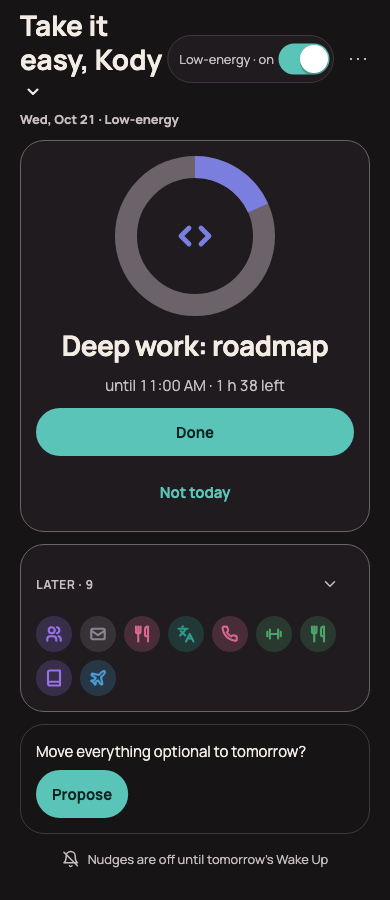 Take it
easy, Kody
Low-energy · on
Wed, Oct 21 · Low-energy
Deep work: roadmap
until 11:00 AM · 1 h 38 left
Done
Not today
LATER · 9
Move everything optional to tomorrow?
Propose
Nudges are off until tomorrow's Wake Up